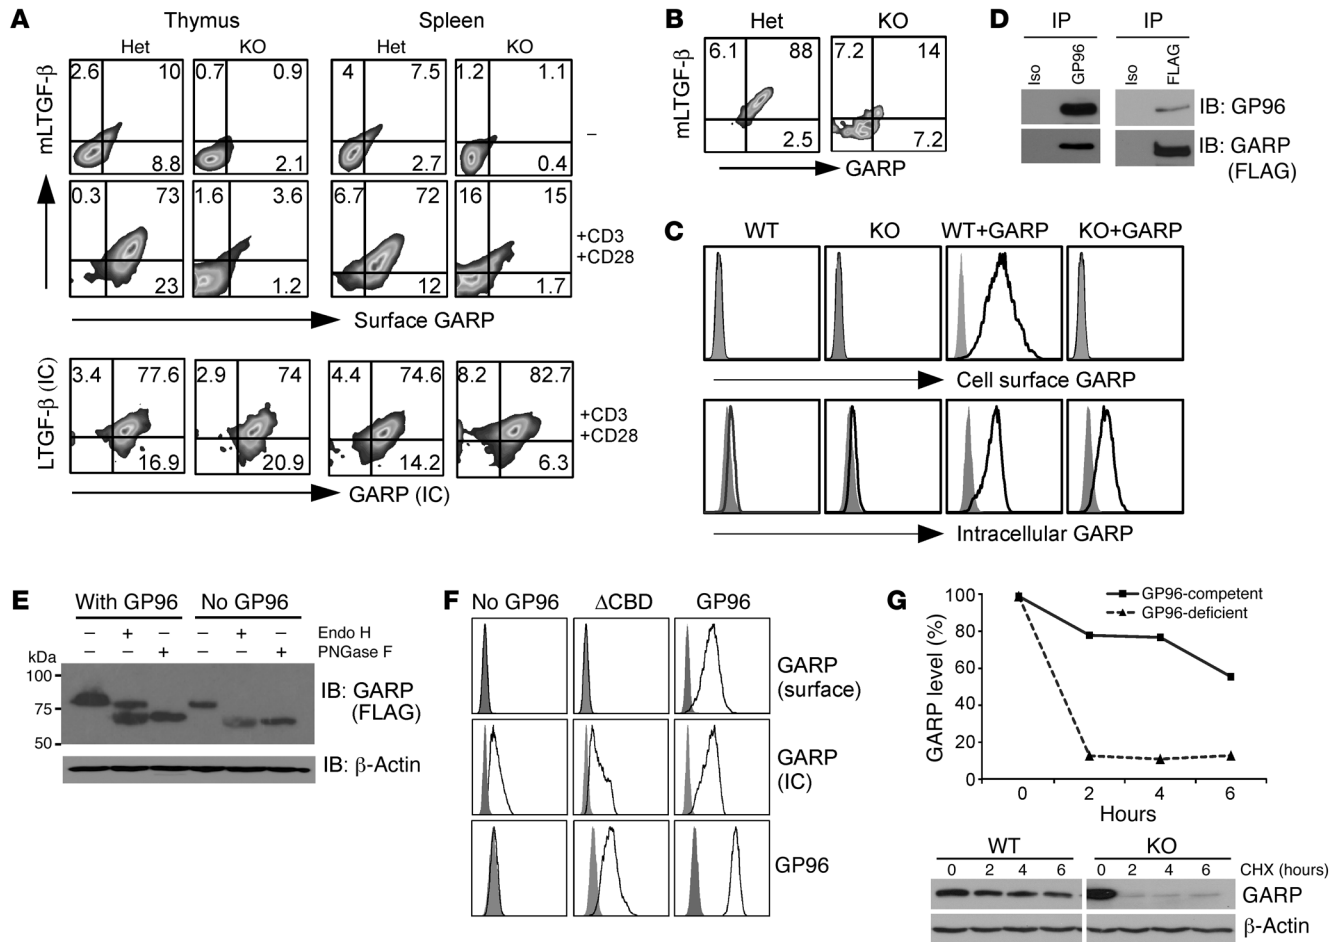 A
Thymus
Spleen
Het
KO
Het
KO
mLTGF-β
2.6 10
8.8
0.7 0.9
2.1
4 7.5
2.7
1.2 1.1
0.4
–
0.3 73
23
1.6 3.6
1.2
6.7 72
12
16 15
1.7
+CD3
+CD28
Surface GARP
LTGF-β (IC)
3.4 77.6
16.9
2.9 74
20.9
4.4 74.6
14.2
8.2 82.7
6.3
+CD3
+CD28
GARP (IC)
B
Het
KO
mLTGF-β
6.1 88
2.5
7.2 14
7.2
GARP
C
WT
KO
WT+GARP
KO+GARP
Cell surface GARP
Intracellular GARP
D
IP
IP
Iso
GP96
Iso
FLAG
IB: GP96
IB: GARP
(FLAG)
E
With GP96
No GP96
– + – – + – Endo H
– – + – – + PNGase F
kDa
100
75
50
IB: GARP
(FLAG)
IB: β-Actin
F
No GP96
ΔCBD
GP96
GARP
(surface)
GARP
(IC)
GP96
G
GARP level (%)
100
80
60
40
20
0
GP96-competent
GP96-deficient
0 2 4 6
Hours
WT
KO
0 2 4 6 0 2 4 6 CHX (hours)
GARP
β-Actin